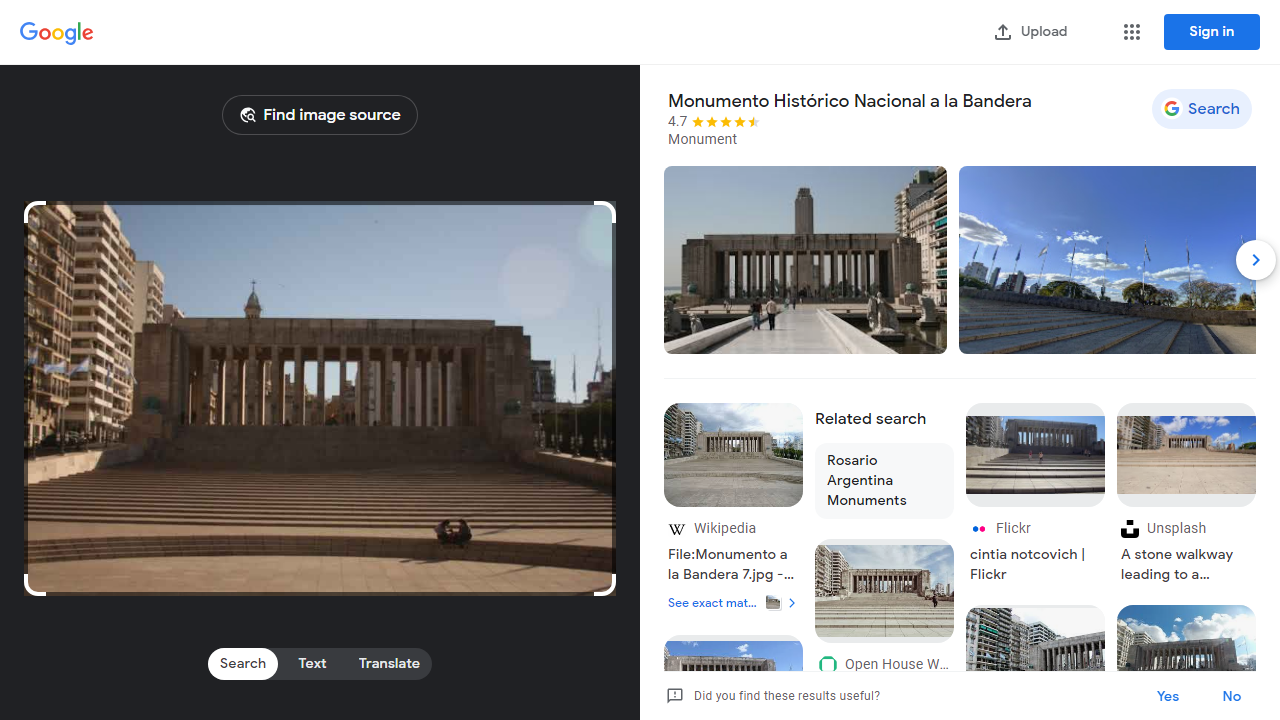 Google
Upload
Sign in
Find image source
Search
Text
Translate
Monumento Histórico Nacional a la Bandera
4.7
Monument
Search
Wikipedia
File:Monumento a
la Bandera 7.jpg -...
See exact mat...
Related search
Rosario
Argentina
Monuments
Open House W...
Flickr
cintia notcovich |
Flickr
Unsplash
A stone walkway
leading to a...
Did you find these results useful?
Yes
No